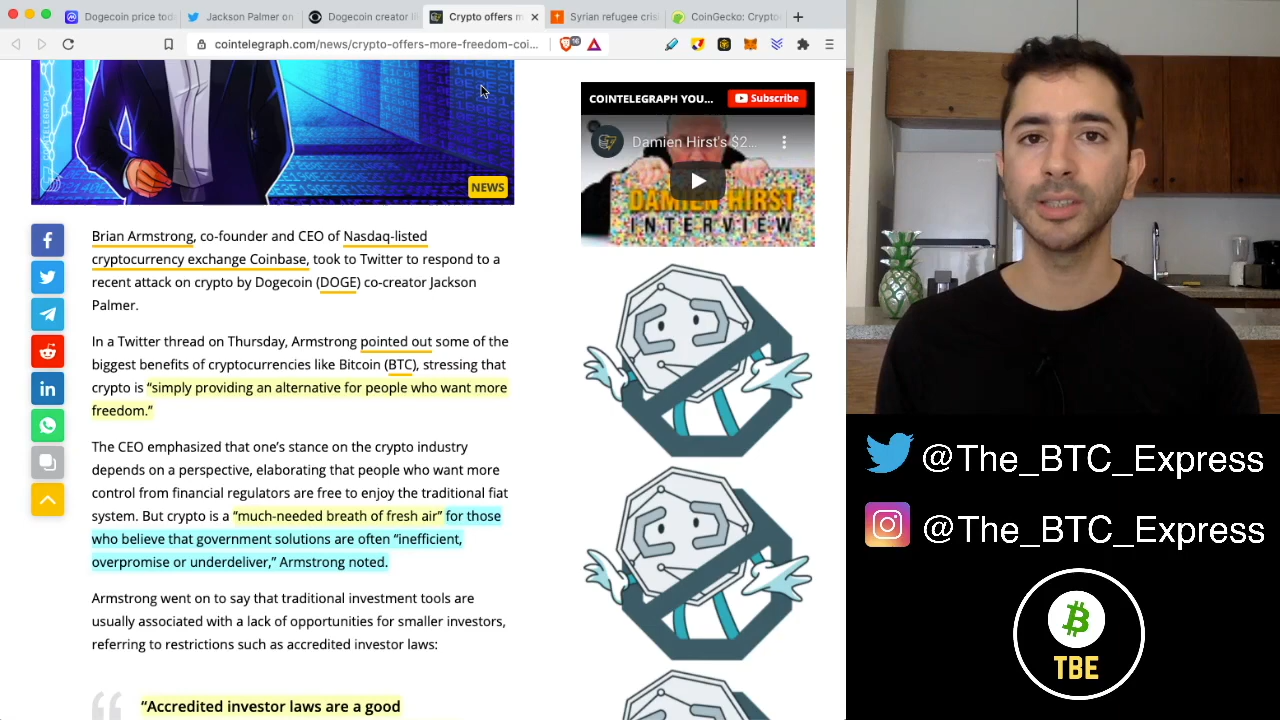 Dogecoin price tod
Jackson Palmer on
Dogecoin creator li
Crypto offers m
Syrian refugee cris
CoinGecko: Crypto
cointelegraph.com/news/crypto-offers-more-freedom-coi...
NEWS
COINTELEGRAPH YOU...
Subscribe
Damien Hirst's $2...
DAMIEN HIRST
INTERVIEW
Brian Armstrong, co-founder and CEO of Nasdaq-listed
cryptocurrency exchange Coinbase, took to Twitter to respond to a
recent attack on crypto by Dogecoin (DOGE) co-creator Jackson
Palmer.
In a Twitter thread on Thursday, Armstrong pointed out some of the
biggest benefits of cryptocurrencies like Bitcoin (BTC), stressing that
crypto is “simply providing an alternative for people who want more
freedom.”
The CEO emphasized that one’s stance on the crypto industry
depends on a perspective, elaborating that people who want more
control from financial regulators are free to enjoy the traditional fiat
system. But crypto is a “much-needed breath of fresh air” for those
who believe that government solutions are often “inefficient,
overpromise or underdeliver,” Armstrong noted.
Armstrong went on to say that traditional investment tools are
usually associated with a lack of opportunities for smaller investors,
referring to restrictions such as accredited investor laws:
“Accredited investor laws are a good
@The_BTC_Express
@The_BTC_Express
TBE